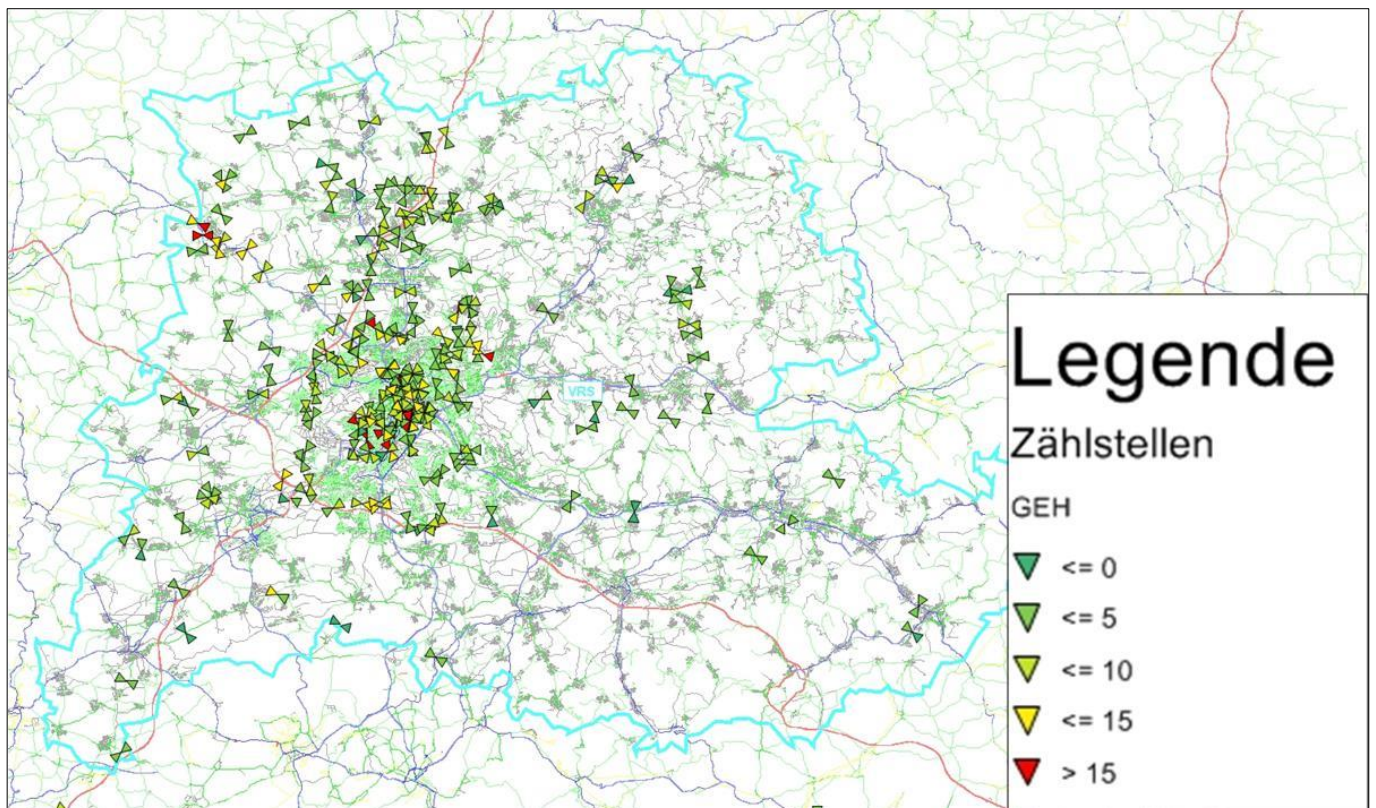 VRS
Legende
Zählstellen
GEH
<= 0
<= 5
<= 10
<= 15
> 15